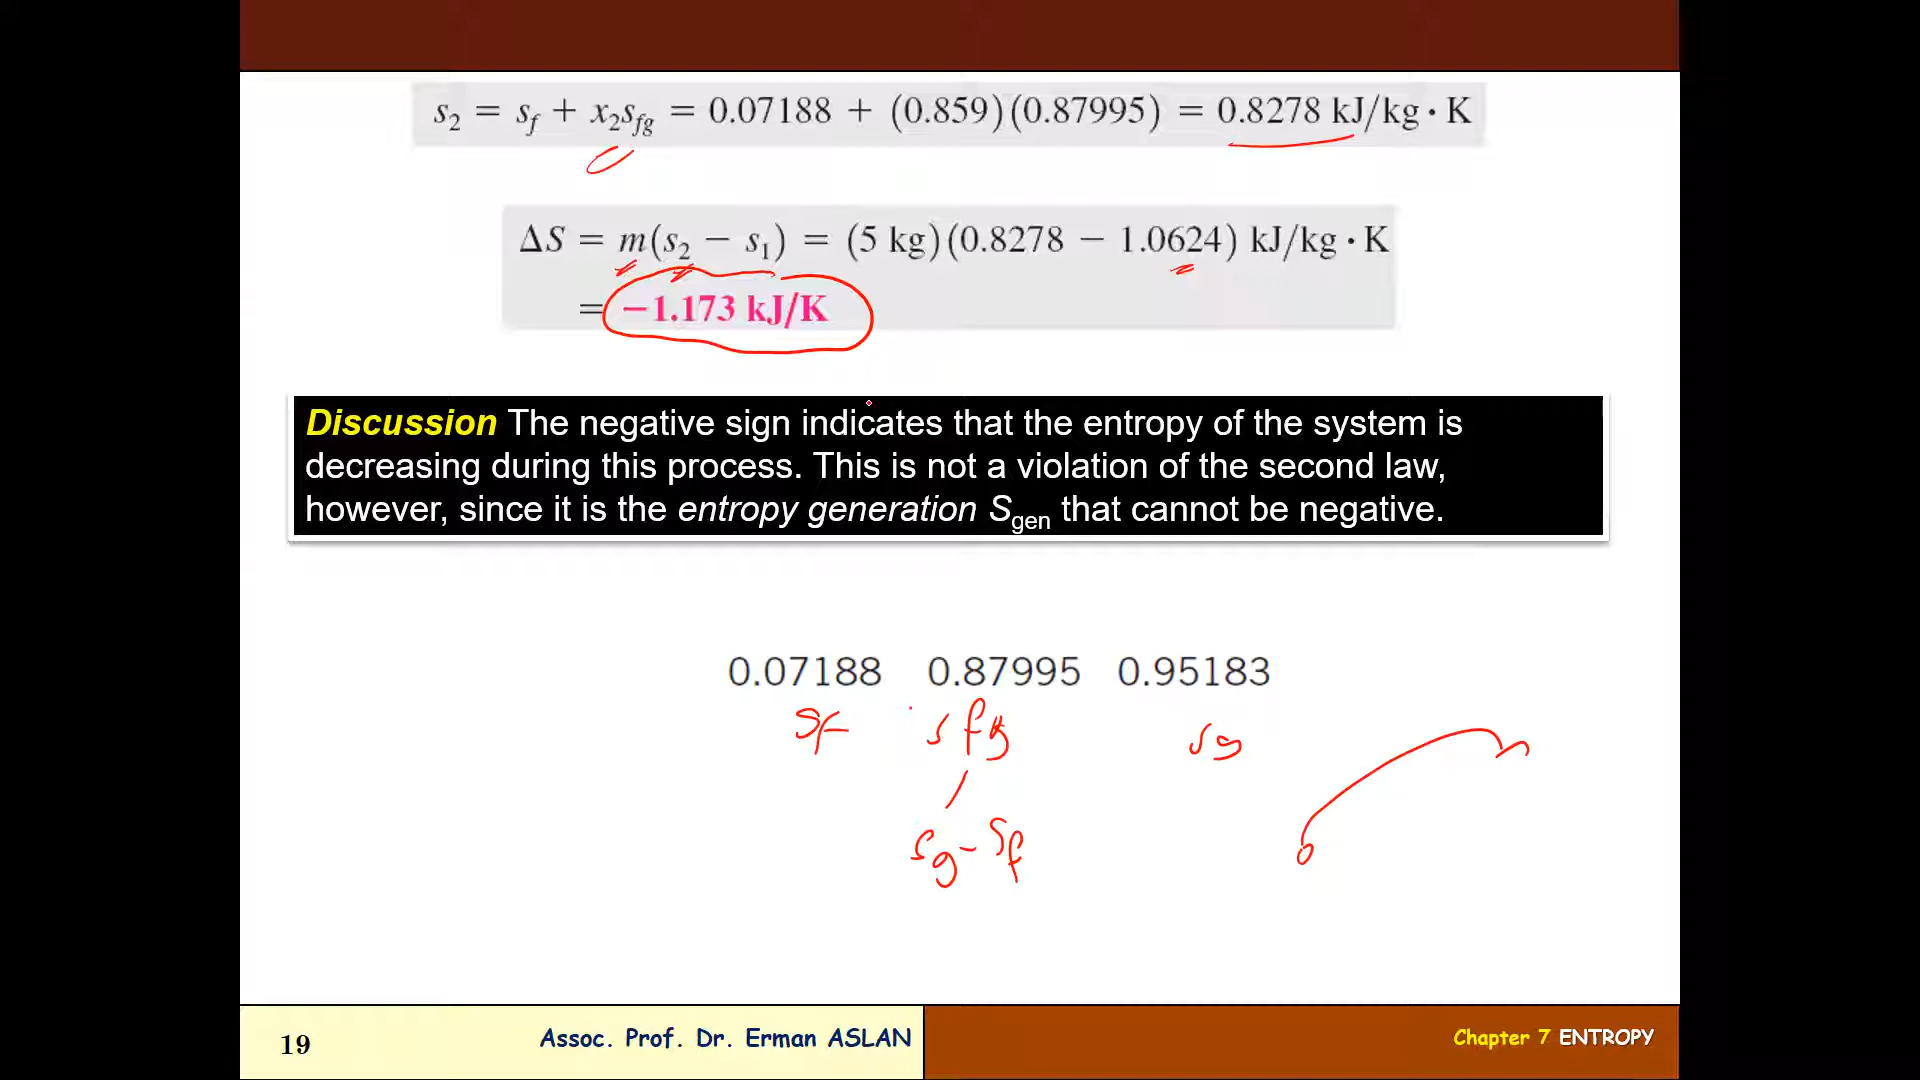 s₂ = s_f + x₂s_fg = 0.07188 + (0.859)(0.87995) = 0.8278 kJ/kg · K
ΔS = m(s₂ − s₁) = (5 kg)(0.8278 − 1.0624) kJ/kg · K
= −1.173 kJ/K
Discussion The negative sign indicates that the entropy of the system is
decreasing during this process. This is not a violation of the second law,
however, since it is the entropy generation S_gen that cannot be negative.
0.07188 0.87995 0.95183
sf sfg sg
sg - sf
19 Assoc. Prof. Dr. Erman ASLAN Chapter 7 ENTROPY